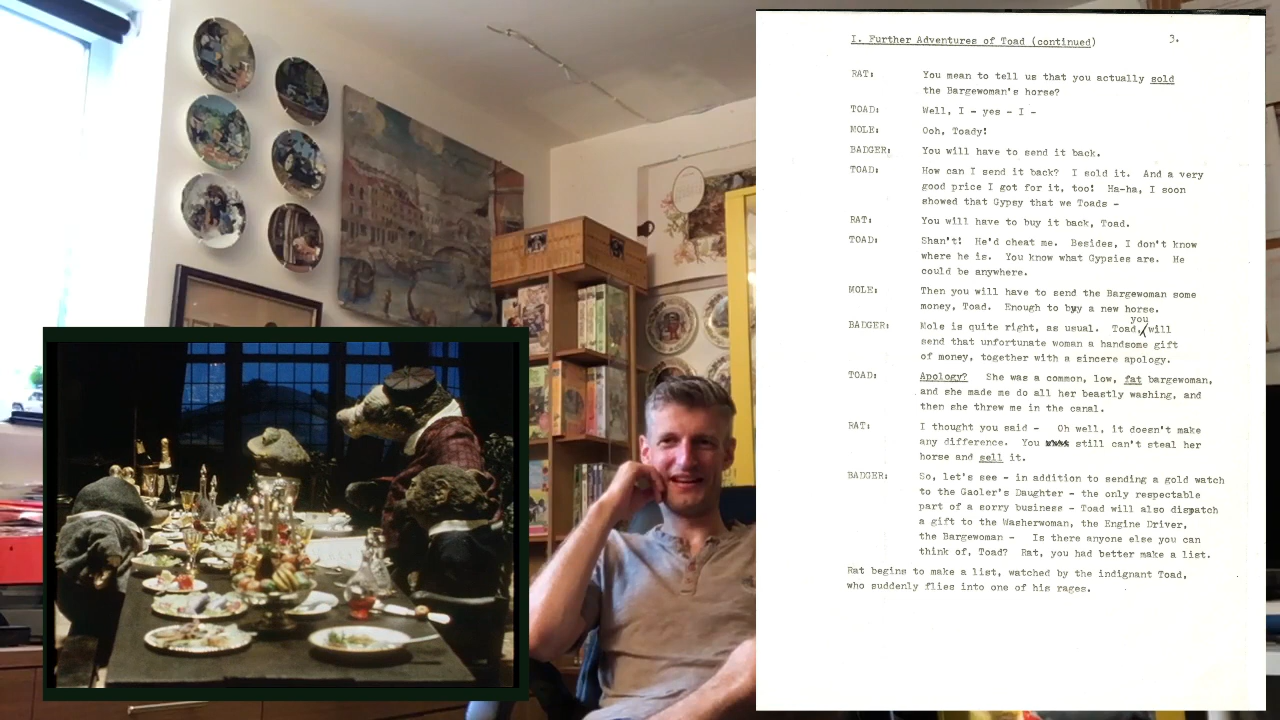 I. Further Adventures of Toad (continued) 3.
RAT: You mean to tell us that you actually sold
the Bargewoman's horse?
TOAD: Well, I - yes - I -
MOLE: Ooh, Toady!
BADGER: You will have to send it back.
TOAD: How can I send it back? I sold it. And a very
good price I got for it, too! Ha-ha, I soon
showed that Gypsy that we Toads -
RAT: You will have to buy it back, Toad.
TOAD: Shan't! He'd cheat me. Besides, I don't know
where he is. You know what Gypsies are. He
could be anywhere.
MOLE: Then you will have to send the Bargewoman some
money, Toad. Enough to buy a new horse.
you
BADGER: Mole is quite right, as usual. Toad, will
send that unfortunate woman a handsome gift
of money, together with a sincere apology.
TOAD: Apology? She was a common, low, fat bargewoman,
and she made me do all her beastly washing, and
then she threw me in the canal.
RAT: I thought you said - Oh well, it doesn't make
any difference. You still can't steal her
horse and sell it.
BADGER: So, let's see - in addition to sending a gold watch
to the Gaoler's Daughter - the only respectable
part of a sorry business - Toad will also dispatch
a gift to the Washerwoman, the Engine Driver,
the Bargewoman - Is there anyone else you can
think of, Toad? Rat, you had better make a list.
Rat begins to make a list, watched by the indignant Toad,
who suddenly flies into one of his rages.